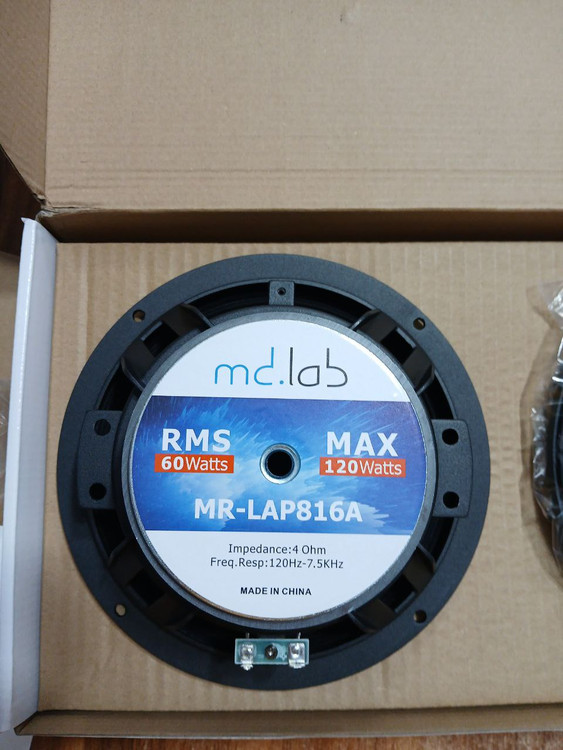 md.lab
RMS MAX
60Watts 120Watts
MR-LAP816A
Impedance:4 Ohm
Freq.Resp:120Hz-7.5KHz
MADE IN CHINA